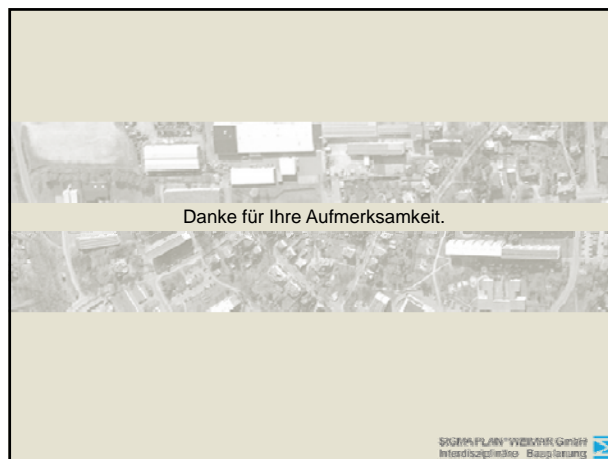 Danke für Ihre Aufmerksamkeit.
SIGMA PLAN® WEIMAR GmbH
Interdisziplinäre Bauplanung